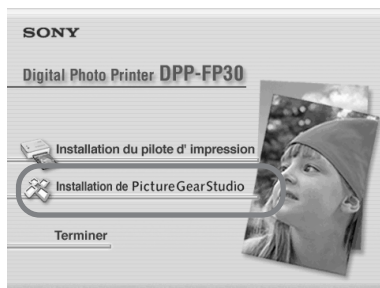 SONY
Digital Photo Printer DPP-FP30
Installation du pilote d' impression
Installation de PictureGearStudio
Terminer